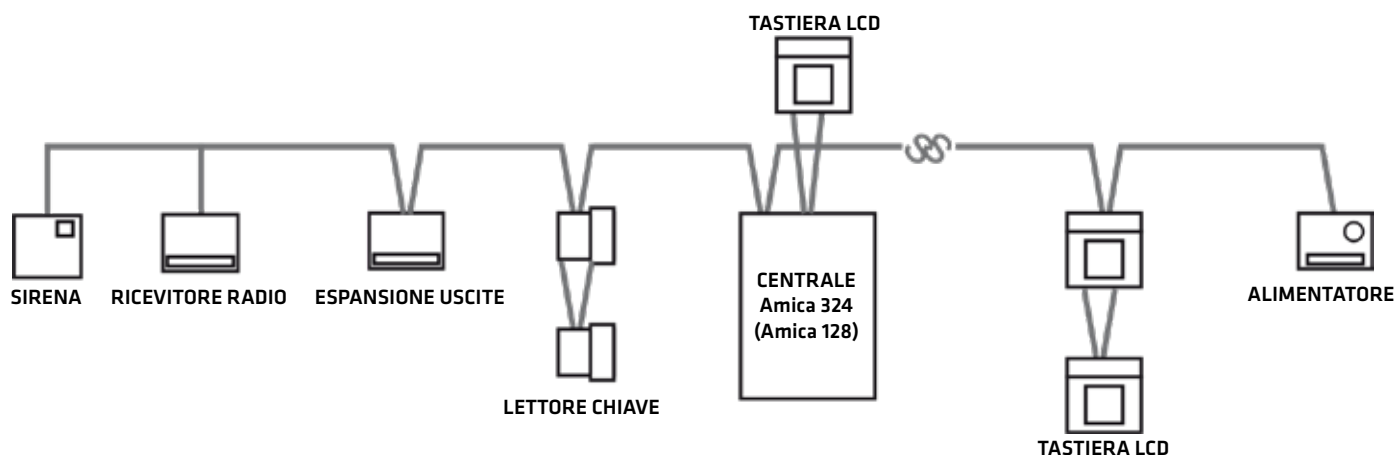 TASTIERA LCD
SIRENA
RICEVITORE RADIO
ESPANSIONE USCITE
CENTRALE
Amica 324
(Amica 128)
ALIMENTATORE
LETTORE CHIAVE
TASTIERA LCD